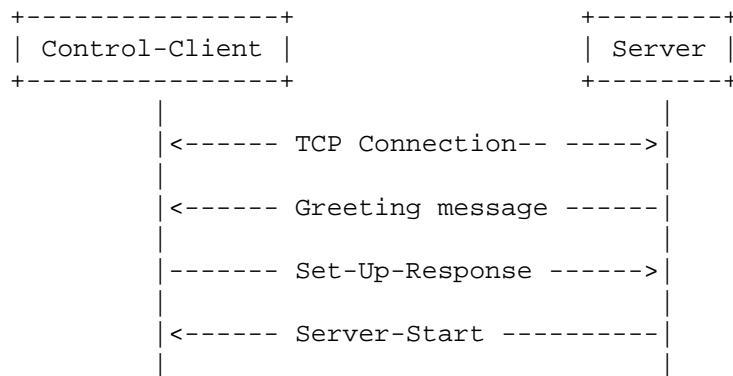 +----------------+ +--------+
| Control-Client | | Server |
+----------------+ +--------+
| |
|<------ TCP Connection-- ----->|
| |
|<------ Greeting message ------|
| |
|------- Set-Up-Response ------>|
| |
|<------ Server-Start ----------|
| |